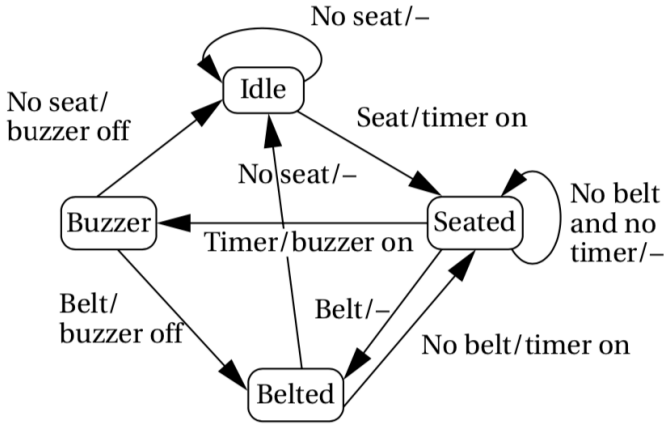 No seat/–
Idle
No seat/
buzzer off
Seat/timer on
No seat/–
Buzzer
Seated
No belt
and no
timer/–
Timer/buzzer on
Belt/
buzzer off
Belt/–
No belt/timer on
Belted